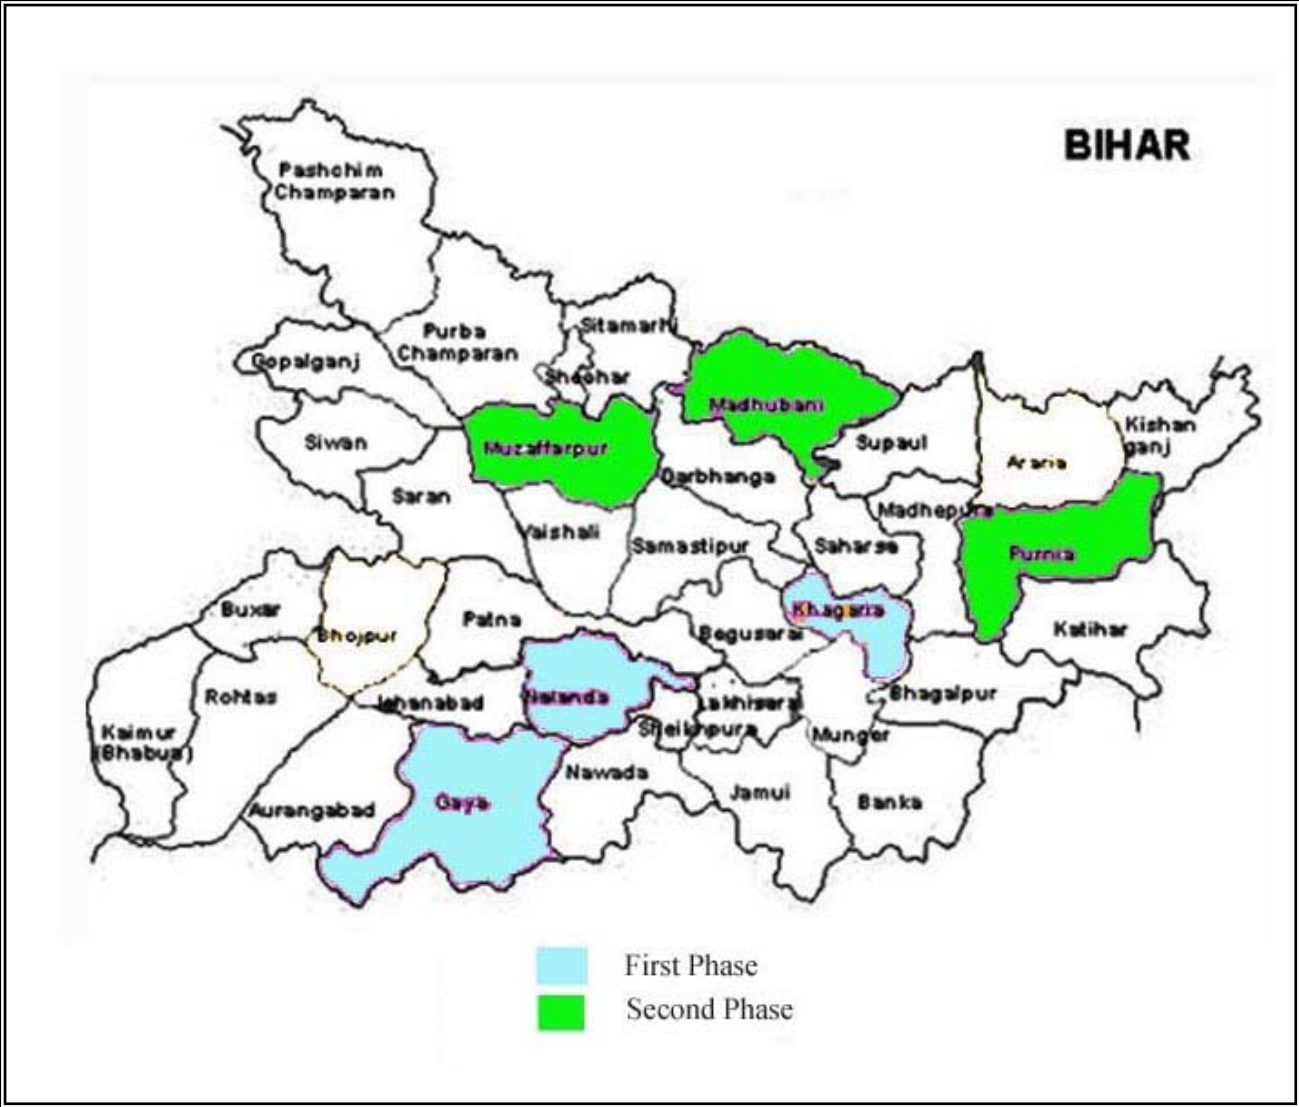 BIHAR
Pashchim
Champaran
Sitamarhi
Purba
Champaran
Gopalganj
Sheohar
Madhubani
Kishan
ganj
Siwan
Muzaffarpur
Supaul
Araria
Darbhanga
Saran
Madhepura
Vaishali
Samastipur
Saharsa
Purnia
Buxar
Bhojpur
Patna
Khagaria
Begusarai
Katihar
Rohtas
Jehanabad
Nalanda
Lakhisarai
Bhagalpur
Kaimur
(Bhabua)
Sheikhpura
Munger
Nawada
Jamui
Banka
Aurangabad
Gaya
First Phase
Second Phase